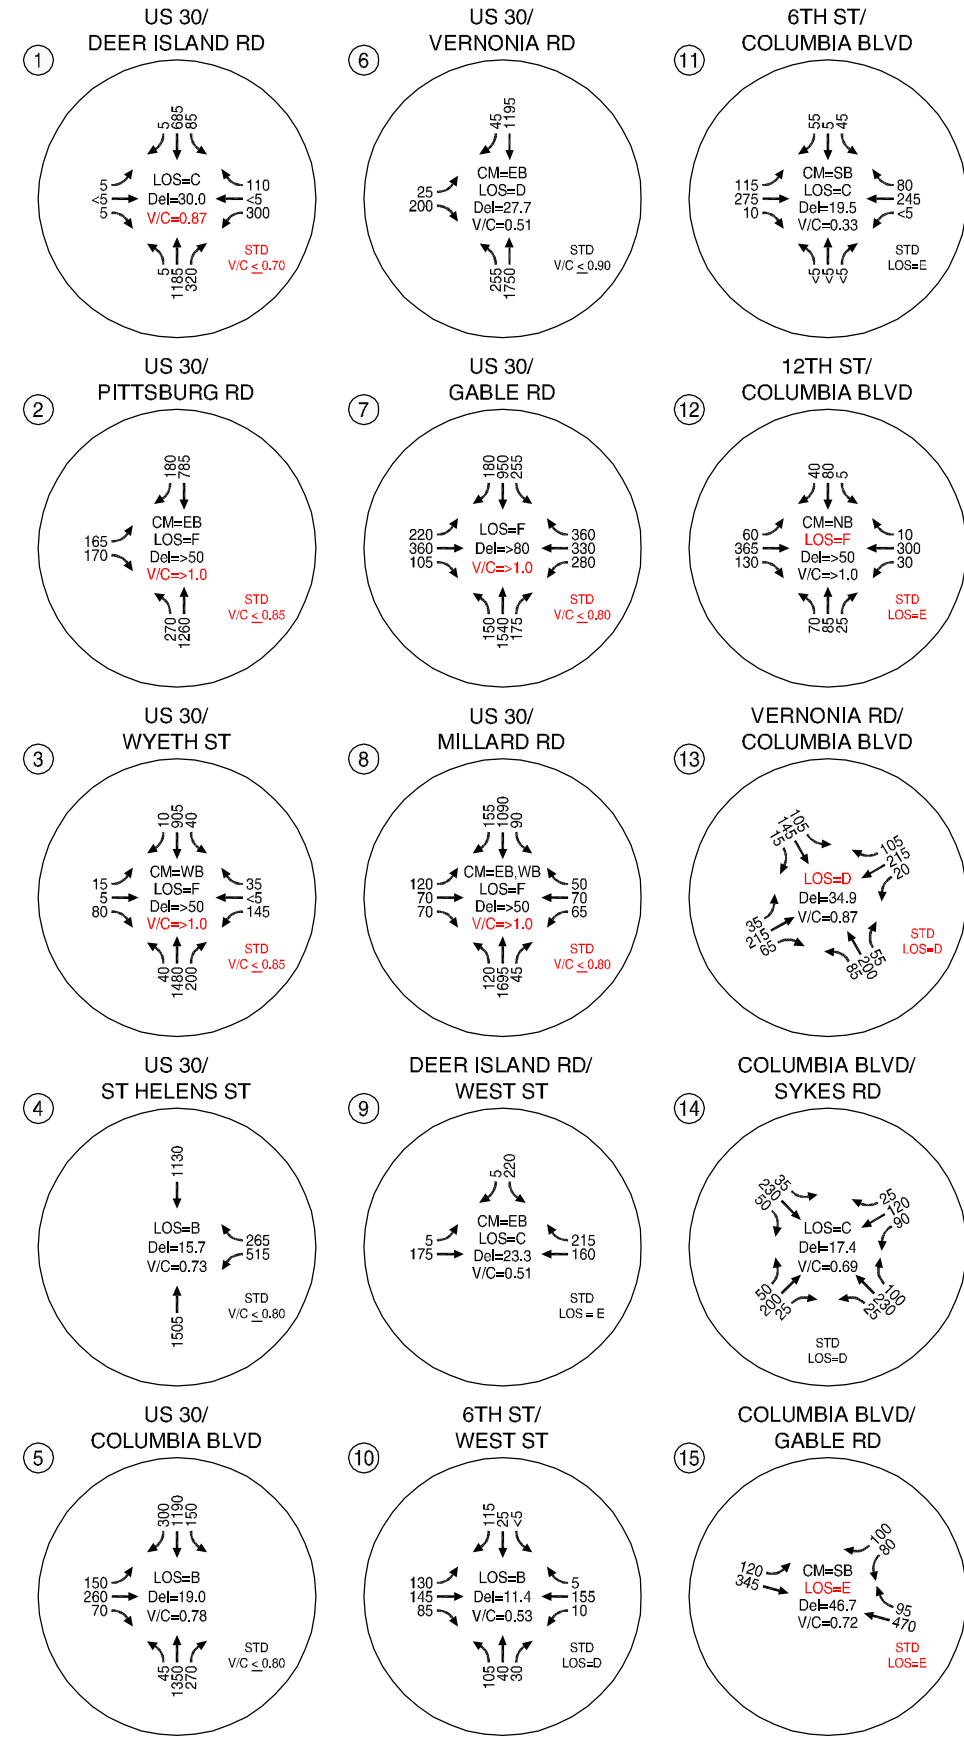 US 30/
DEER ISLAND RD
1
5
685
85
5
<5
5
LOS=C
Del=30.0
V/C=0.87
110
<5
300
5
1185
320
STD
V/C ≤ 0.70
US 30/
VERNONIA RD
6
45
1195
25
200
CM=EB
LOS=D
Del=27.7
V/C=0.51
255
1750
STD
V/C ≤ 0.90
6TH ST/
COLUMBIA BLVD
11
55
5
45
115
275
10
CM=SB
LOS=C
Del=19.5
V/C=0.33
80
245
<5
<5
<5
<5
STD
LOS=E
US 30/
PITTSBURG RD
2
180
785
165
170
CM=EB
LOS=F
Del=>50
V/C=>1.0
270
1260
STD
V/C ≤ 0.85
US 30/
GABLE RD
7
180
950
255
220
360
105
LOS=F
Del=>80
V/C=>1.0
360
330
280
150
1540
175
STD
V/C ≤ 0.80
12TH ST/
COLUMBIA BLVD
12
40
80
5
60
365
130
CM=NB
LOS=F
Del=>50
V/C=>1.0
10
300
30
70
85
25
STD
LOS=E
US 30/
WYETH ST
3
10
905
40
15
5
80
CM=WB
LOS=F
Del=>50
V/C=>1.0
35
<5
145
40
1480
200
STD
V/C ≤ 0.85
US 30/
MILLARD RD
8
155
1090
90
120
70
70
CM=EB,WB
LOS=F
Del=>50
V/C=>1.0
50
70
65
120
1695
45
STD
V/C ≤ 0.80
VERNONIA RD/
COLUMBIA BLVD
13
15
145
105
105
215
20
LOS=D
Del=34.9
V/C=0.87
35
215
65
85
200
55
STD
LOS=D
US 30/
ST HELENS ST
4
1130
LOS=B
Del=15.7
V/C=0.73
265
515
1505
STD
V/C ≤ 0.80
DEER ISLAND RD/
WEST ST
9
5
220
5
175
CM=EB
LOS=C
Del=23.3
V/C=0.51
215
160
STD
LOS = E
COLUMBIA BLVD/
SYKES RD
14
50
230
35
25
120
90
LOS=C
Del=17.4
V/C=0.69
50
200
25
25
230
100
STD
LOS=D
US 30/
COLUMBIA BLVD
5
300
1190
150
150
260
70
LOS=B
Del=19.0
V/C=0.78
45
1350
270
STD
V/C ≤ 0.80
6TH ST/
WEST ST
10
115
25
<5
130
145
85
LOS=B
Del=11.4
V/C=0.53
5
155
10
105
40
30
STD
LOS=D
COLUMBIA BLVD/
GABLE RD
15
100
80
120
345
CM=SB
LOS=E
Del=46.7
V/C=0.72
95
470
STD
LOS=E